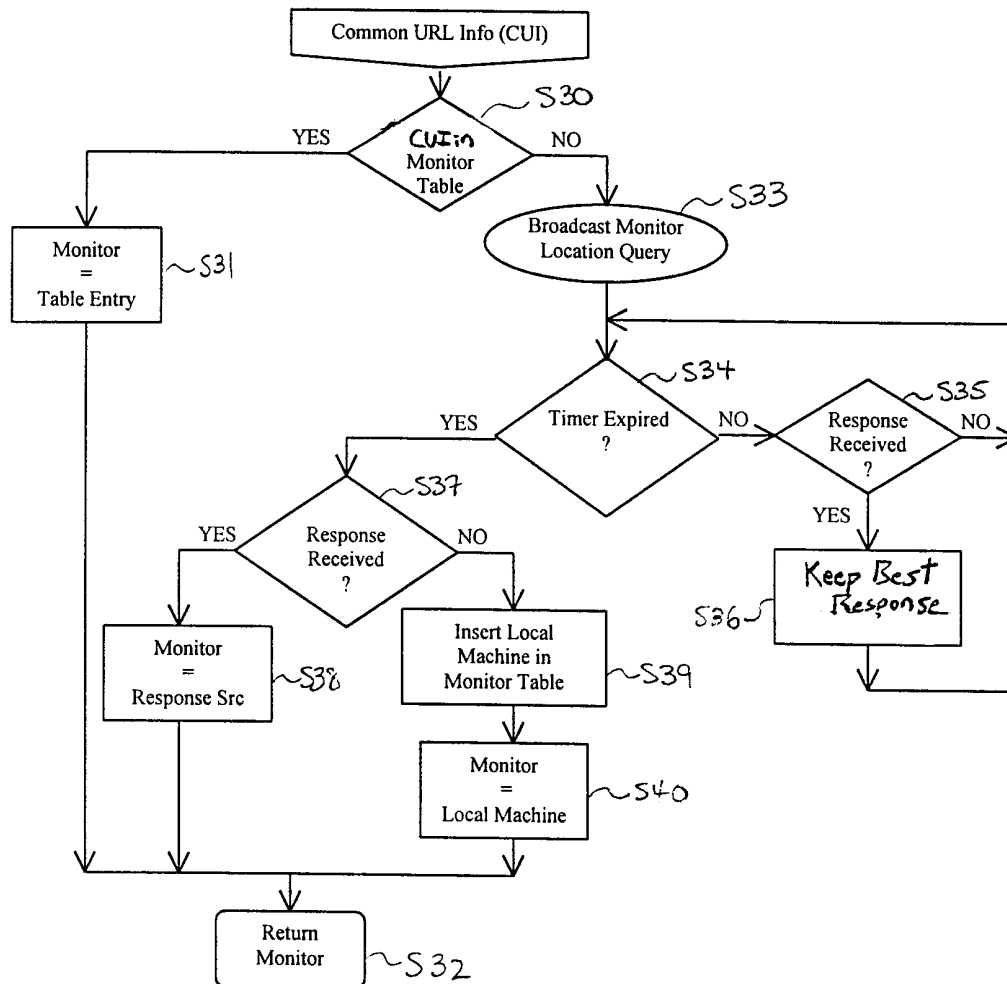 Common URL Info (CUI)
S30
YES
CUI in
Monitor
Table
NO
S33
Broadcast Monitor
Location Query
Monitor
=
Table Entry
S31
S34
S35
YES
Timer Expired
?
NO
Response
Received
?
NO
S37
YES
Response
Received
?
NO
YES
Keep Best
Response
S36
Monitor
=
Response Src
S38
Insert Local
Machine in
Monitor Table
S39
Monitor
=
Local Machine
S40
Return
Monitor
S32